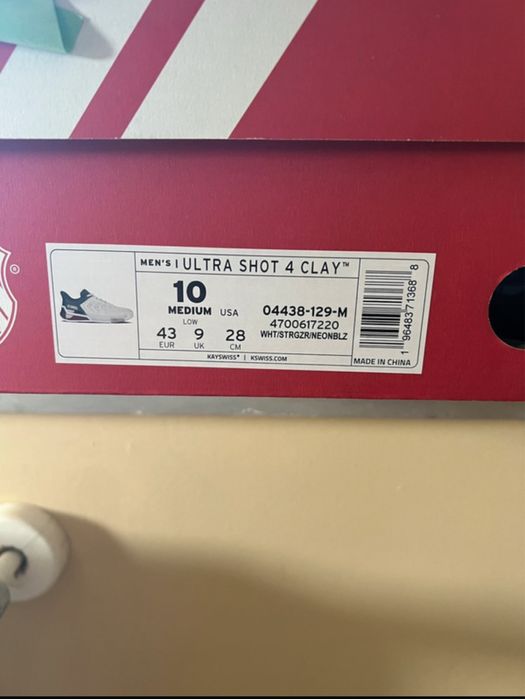 MEN'S | ULTRA SHOT 4 CLAY™
10
MEDIUM USA
LOW
43 9 28
EUR UK CM
04438-129-M
4700617220
WHT/STRGZR/NEONBLZ
KAYSWISS® | KSWISS.COM
MADE IN CHINA
1 96483 71368 8
®